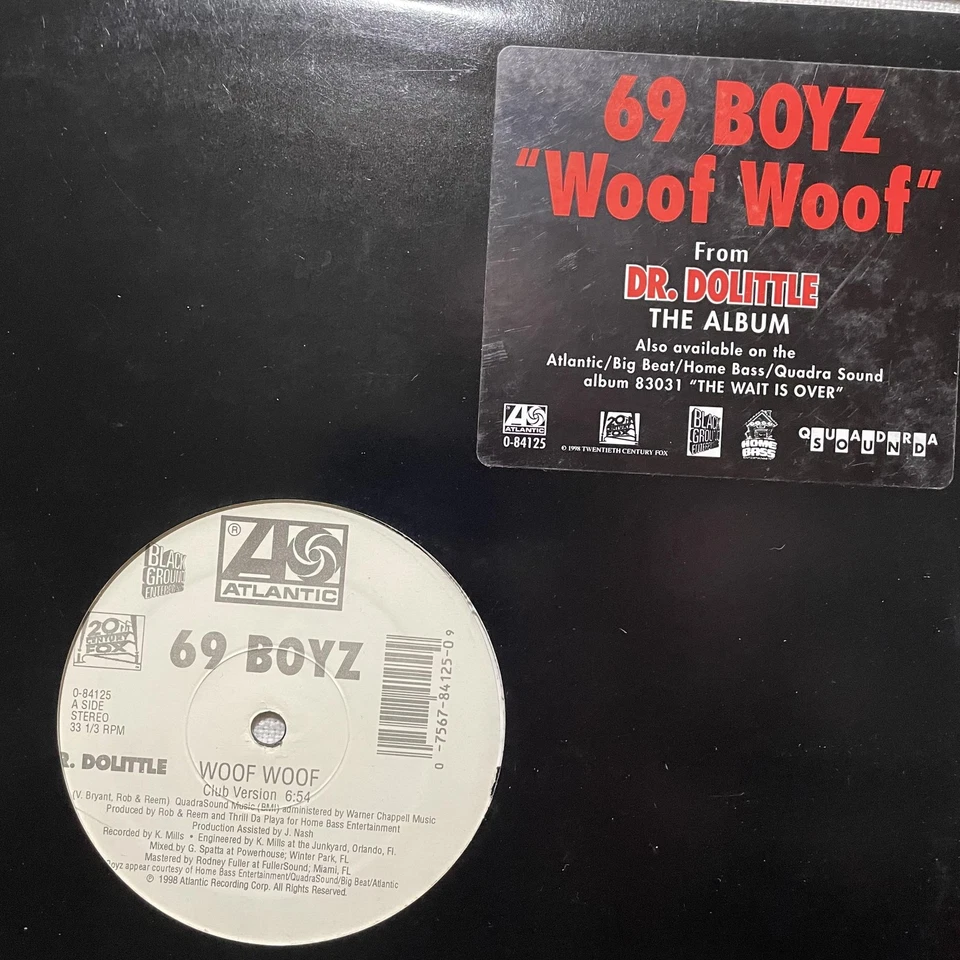 69 BOYZ
"Woof Woof"
From
DR. DOLITTLE
THE ALBUM
Also available on the
Atlantic/Big Beat/Home Bass/Quadra Sound
album 83031 "THE WAIT IS OVER"
ATLANTIC
0-84125
© 1998 TWENTIETH CENTURY FOX
BLACK
GROUND
HOME
BASS
QUADRA
SOUND
®
ATLANTIC
BLACK
GROUND
20th
CENTURY
FOX
69 BOYZ
0-84125
A SIDE
STEREO
33 1/3 RPM
R. DOLITTLE
0 -7567-84125-0 9
WOOF WOOF
Club Version 6:54
(V. Bryant, Rob & Reem) QuadraSound Music (BMI) administered by Warner Chappell Music
Produced by Rob & Reem and Thrill Da Playa for Home Bass Entertainment
Production Assisted by J. Nash
Recorded by K. Mills • Engineered by K. Mills at the Junkyard, Orlando, Fl.
Mixed by G. Spatta at Powerhouse; Winter Park, FL
Mastered by Rodney Fuller at FullerSound; Miami, FL
Boyz appear courtesy of Home Bass Entertainment/QuadraSound/Big Beat/Atlantic
℗ 1998 Atlantic Recording Corp. All Rights Reserved.